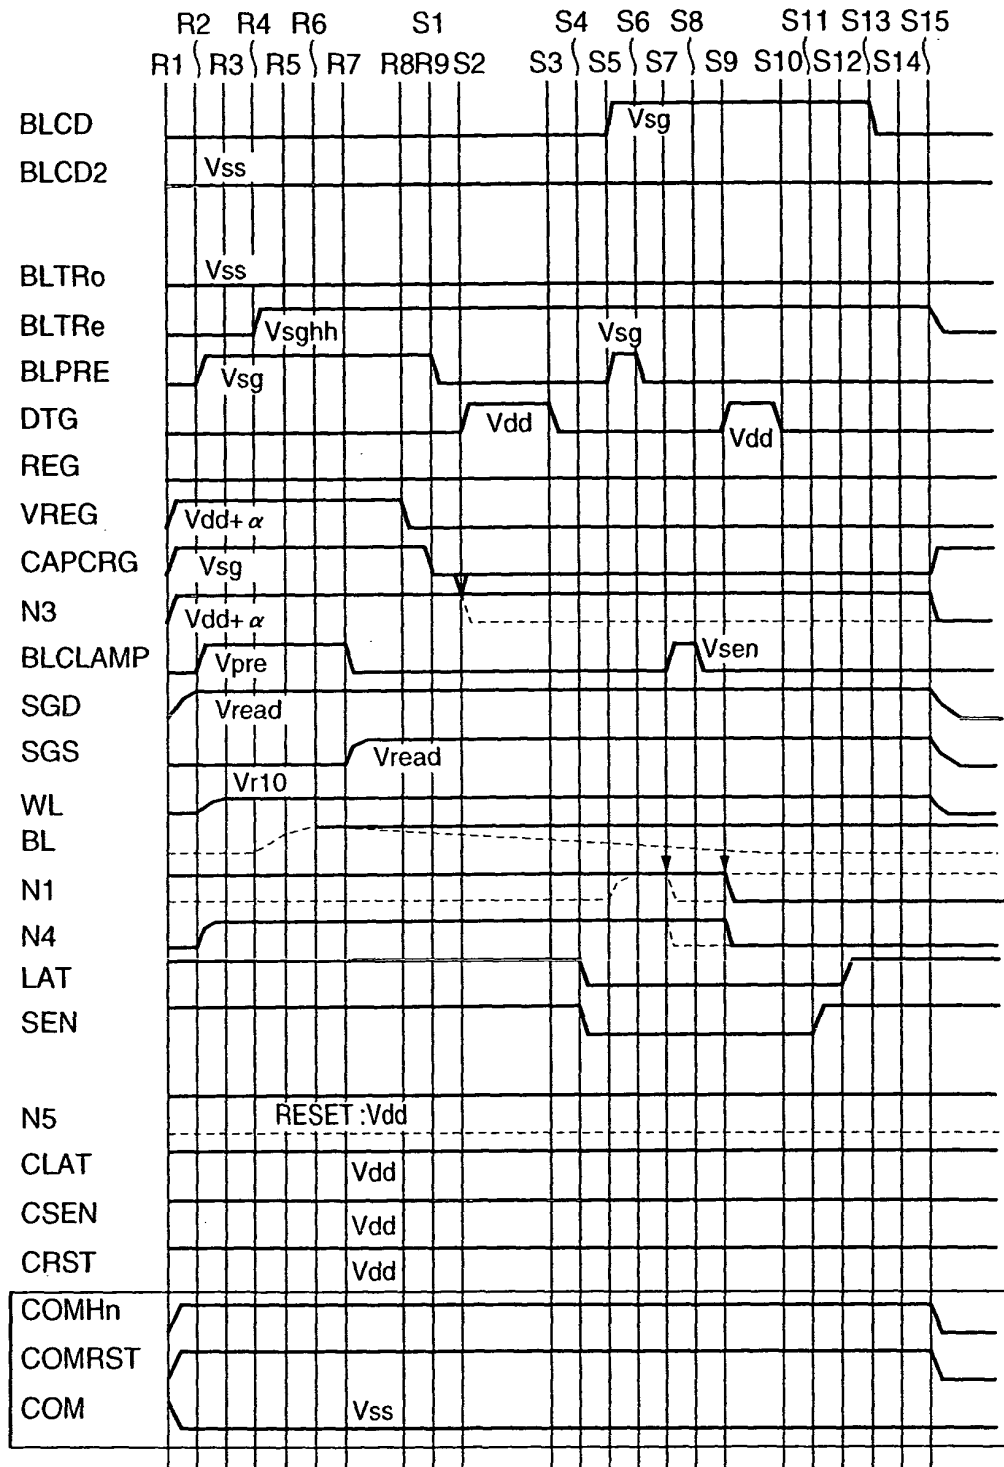 R2 R4 R6 S1 S4 S6 S8 S11 S13 S15
R1 R3 R5 R7 R8 R9 S2 S3 S5 S7 S9 S10 S12 S14
BLCD Vsg
BLCD2 Vss
BLTRo Vss
BLTRe Vsghh Vsg
BLPRE Vsg
DTG Vdd Vdd
REG
VREG Vdd+α
CAPCRG Vsg
N3 Vdd+α
BLCLAMP Vpre Vsen
SGD Vread
SGS Vread
WL Vr10
BL
N1
N4
LAT
SEN
N5 RESET:Vdd
CLAT Vdd
CSEN Vdd
CRST Vdd
COMHn
COMRST
COM Vss